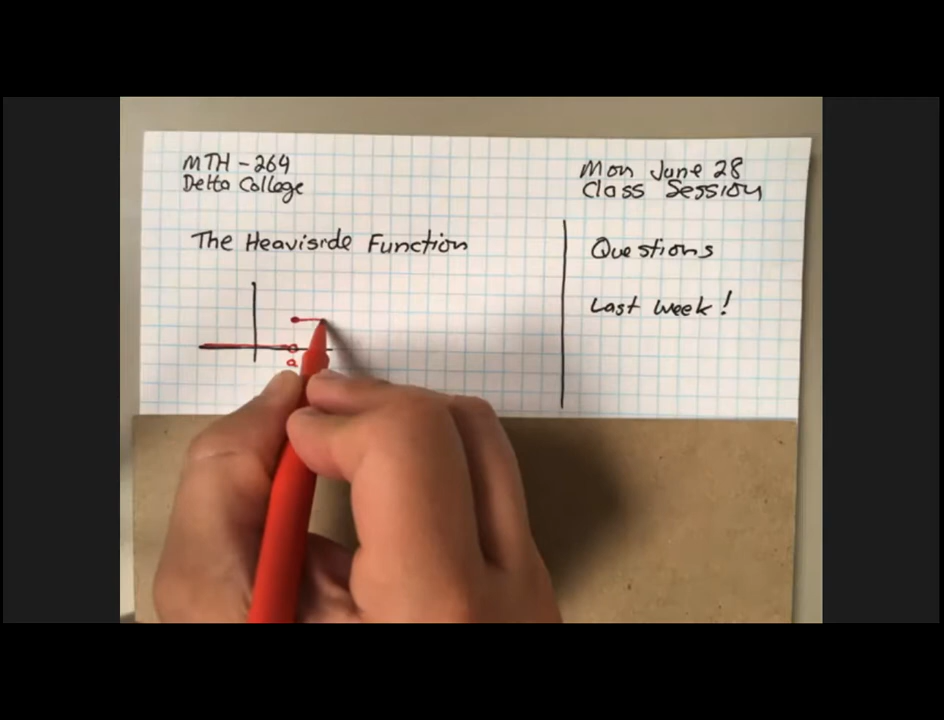 MTH - 264
Delta College
Mon June 28
Class Session
The Heaviside Function
Questions
Last week!
a